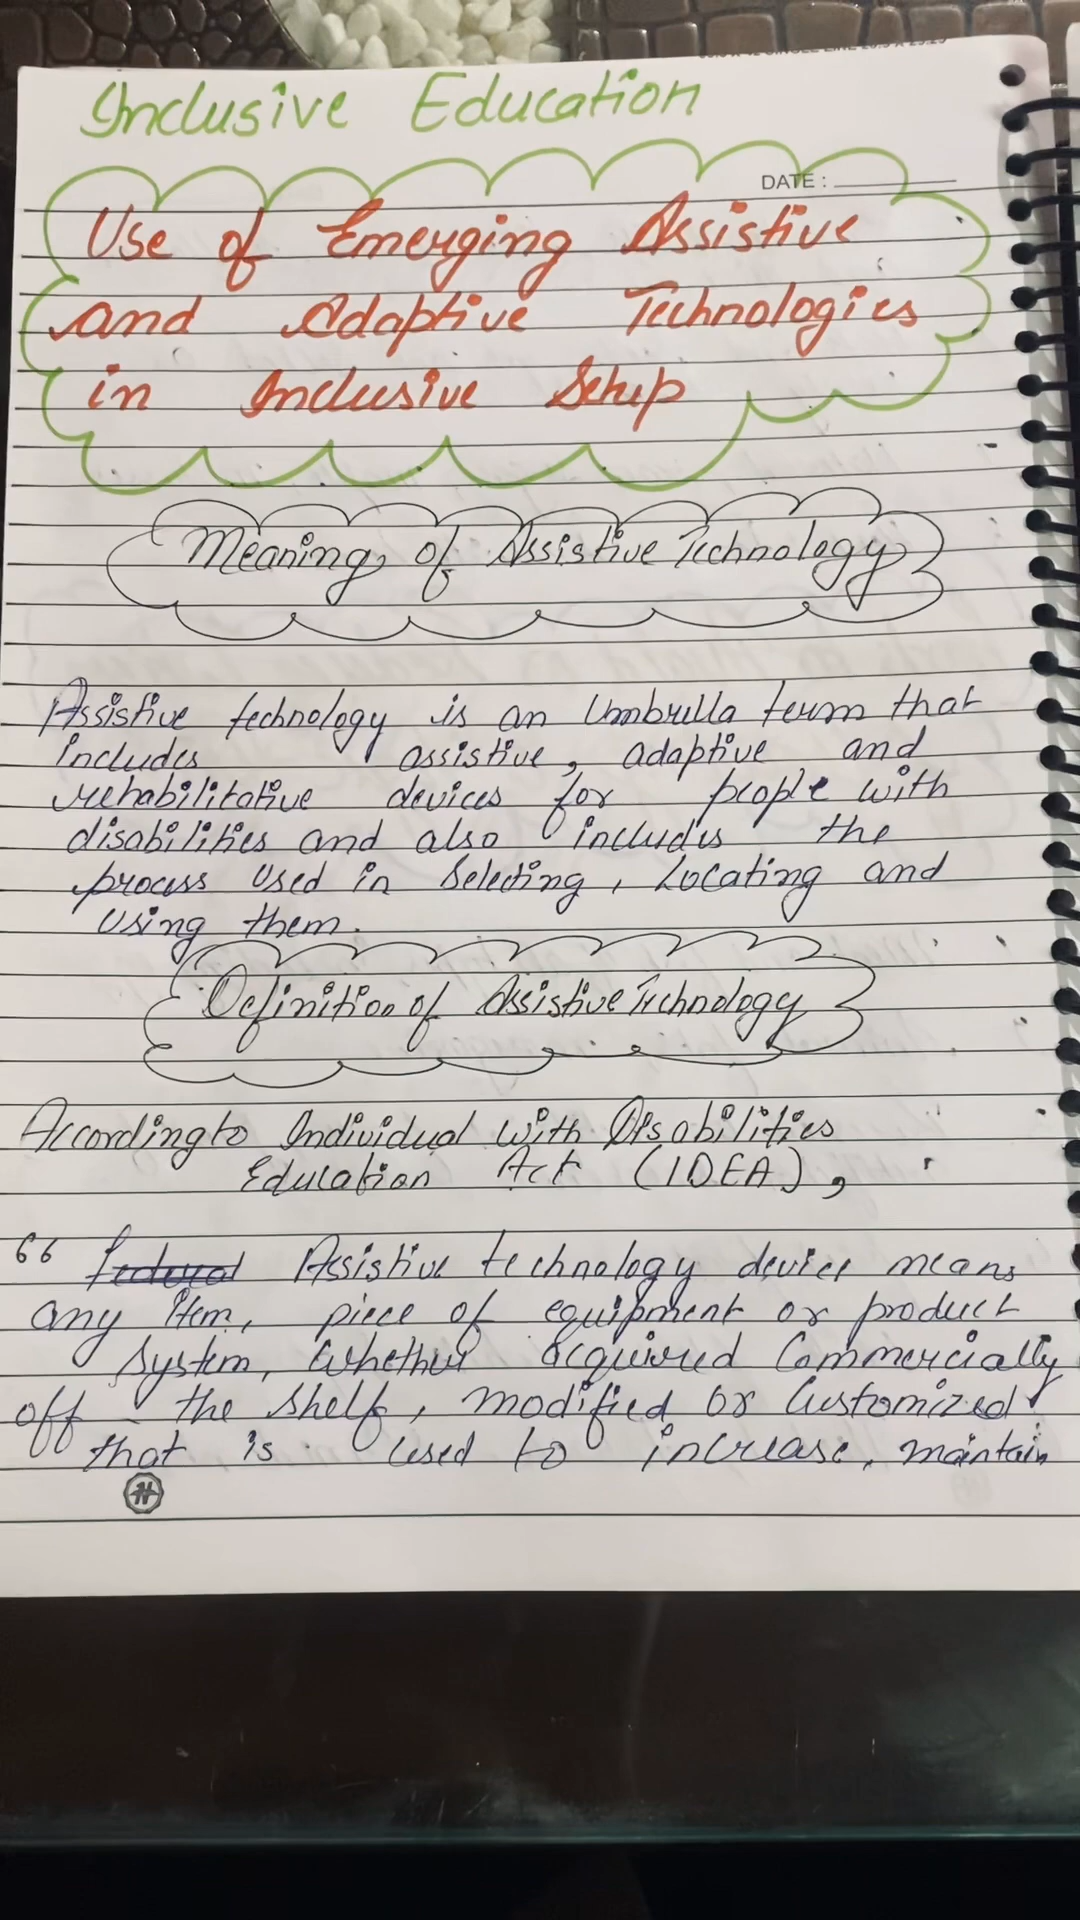 Inclusive Education
DATE :
Use of Emerging Assistive
and Adaptive Technologies
in Inclusive Setup
Meaning of Assistive Technology
Assistive technology is an Umbrella term that
includes assistive, adaptive and
rehabilitative devices for people with
disabilities and also includes the
process used in Selecting, Locating and
Using them.
Definition of Assistive Technology
According to Individual with Disabilities
Education Act (IDEA),
66 Federal Assistive technology device means
any item, piece of equipment or product
System, whether acquired Commercially
off the shelf, modified or Customized
that is used to increase, maintain